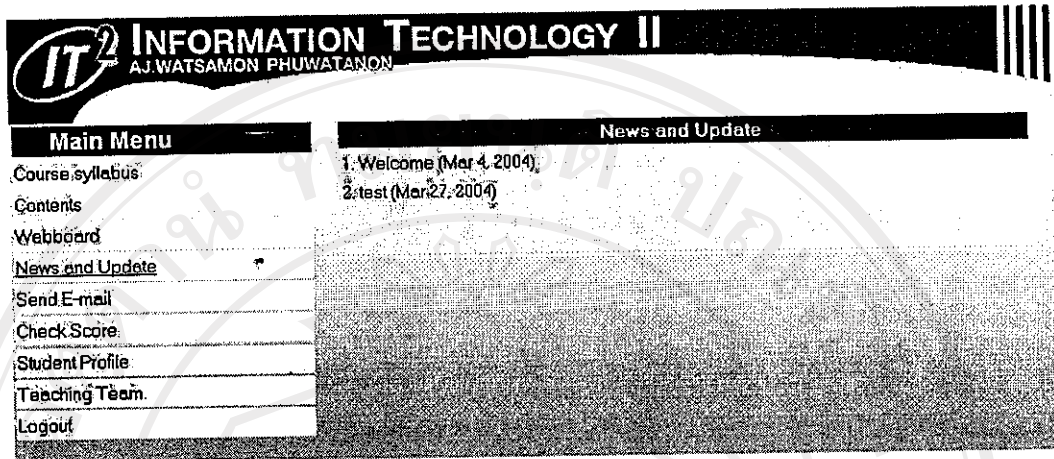 IT2 INFORMATION TECHNOLOGY II
AJ.WATSAMON PHUWATANON
Main Menu
Course syllabus
Contents
Webboard
News and Update
Send E-mail
Check Score
Student Profile
Teaching Team
Logout
News and Update
1. Welcome (Mar 4, 2004)
2. test (Mar 27, 2004)